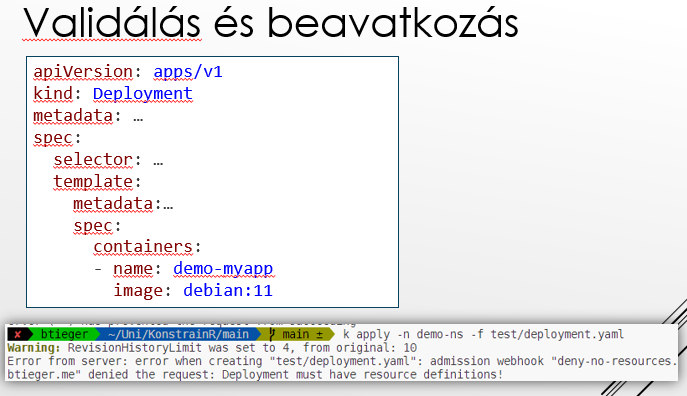 Validálás és beavatkozás
apiVersion: apps/v1
kind: Deployment
metadata: …
spec:
selector: …
template:
metadata:…
spec:
containers:
- name: demo-myapp
image: debian:11
✘ btieger ~/Uni/KonstrainR/main main ± k apply -n demo-ns -f test/deployment.yaml
Warning: RevisionHistoryLimit was set to 4, from original: 10
Error from server: error when creating "test/deployment.yaml": admission webhook "deny-no-resources.
btieger.me" denied the request: Deployment must have resource definitions!